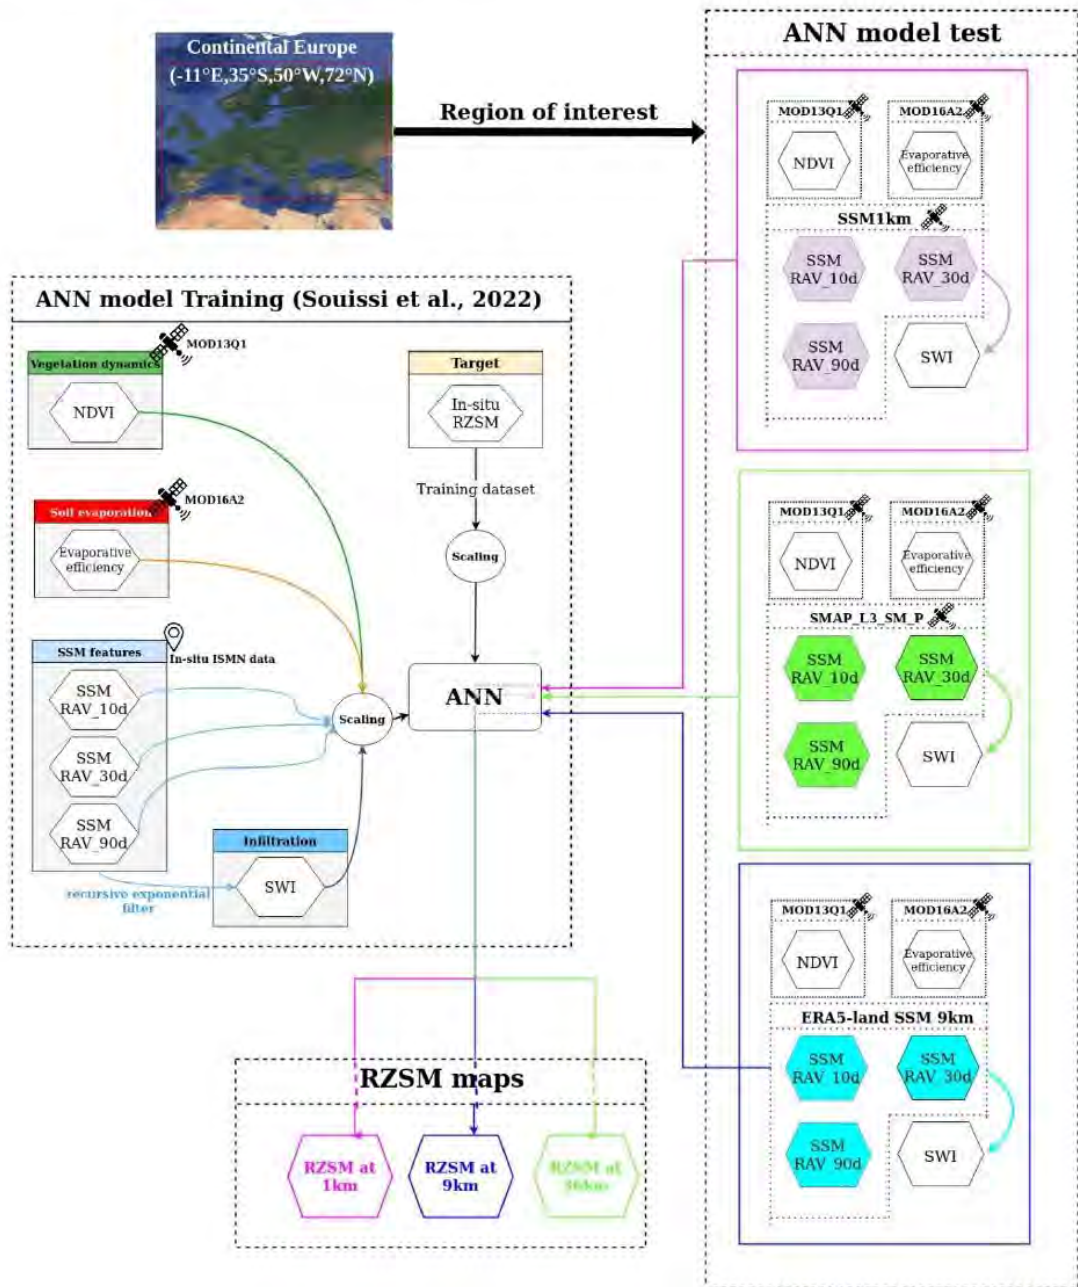 Continental Europe
(-11°E,35°S,50°W,72°N)
Region of interest
ANN model test
MOD13Q1
MOD16A2
NDVI
Evaporative
efficiency
SSM1km
SSM
RAV_10d
SSM
RAV_30d
SSM
RAV_90d
SWI
ANN model Training (Souissi et al., 2022)
MOD13Q1
Vegetation dynamics
NDVI
Target
In-situ
RZSM
Training dataset
Scaling
MOD16A2
Soil evaporation
Evaporative
efficiency
In-situ ISMN data
SSM features
SSM
RAV_10d
SSM
RAV_30d
SSM
RAV_90d
Scaling
ANN
Infiltration
SWI
recursive exponential
filter
MOD13Q1
MOD16A2
NDVI
Evaporative
efficiency
SMAP_L3_SM_P
SSM
RAV_10d
SSM
RAV_30d
SSM
RAV_90d
SWI
MOD13Q1
MOD16A2
NDVI
Evaporative
efficiency
ERA5-land SSM 9km
SSM
RAV_10d
SSM
RAV_30d
SSM
RAV_90d
SWI
RZSM maps
RZSM at
1km
RZSM at
9km
RZSM at
36km